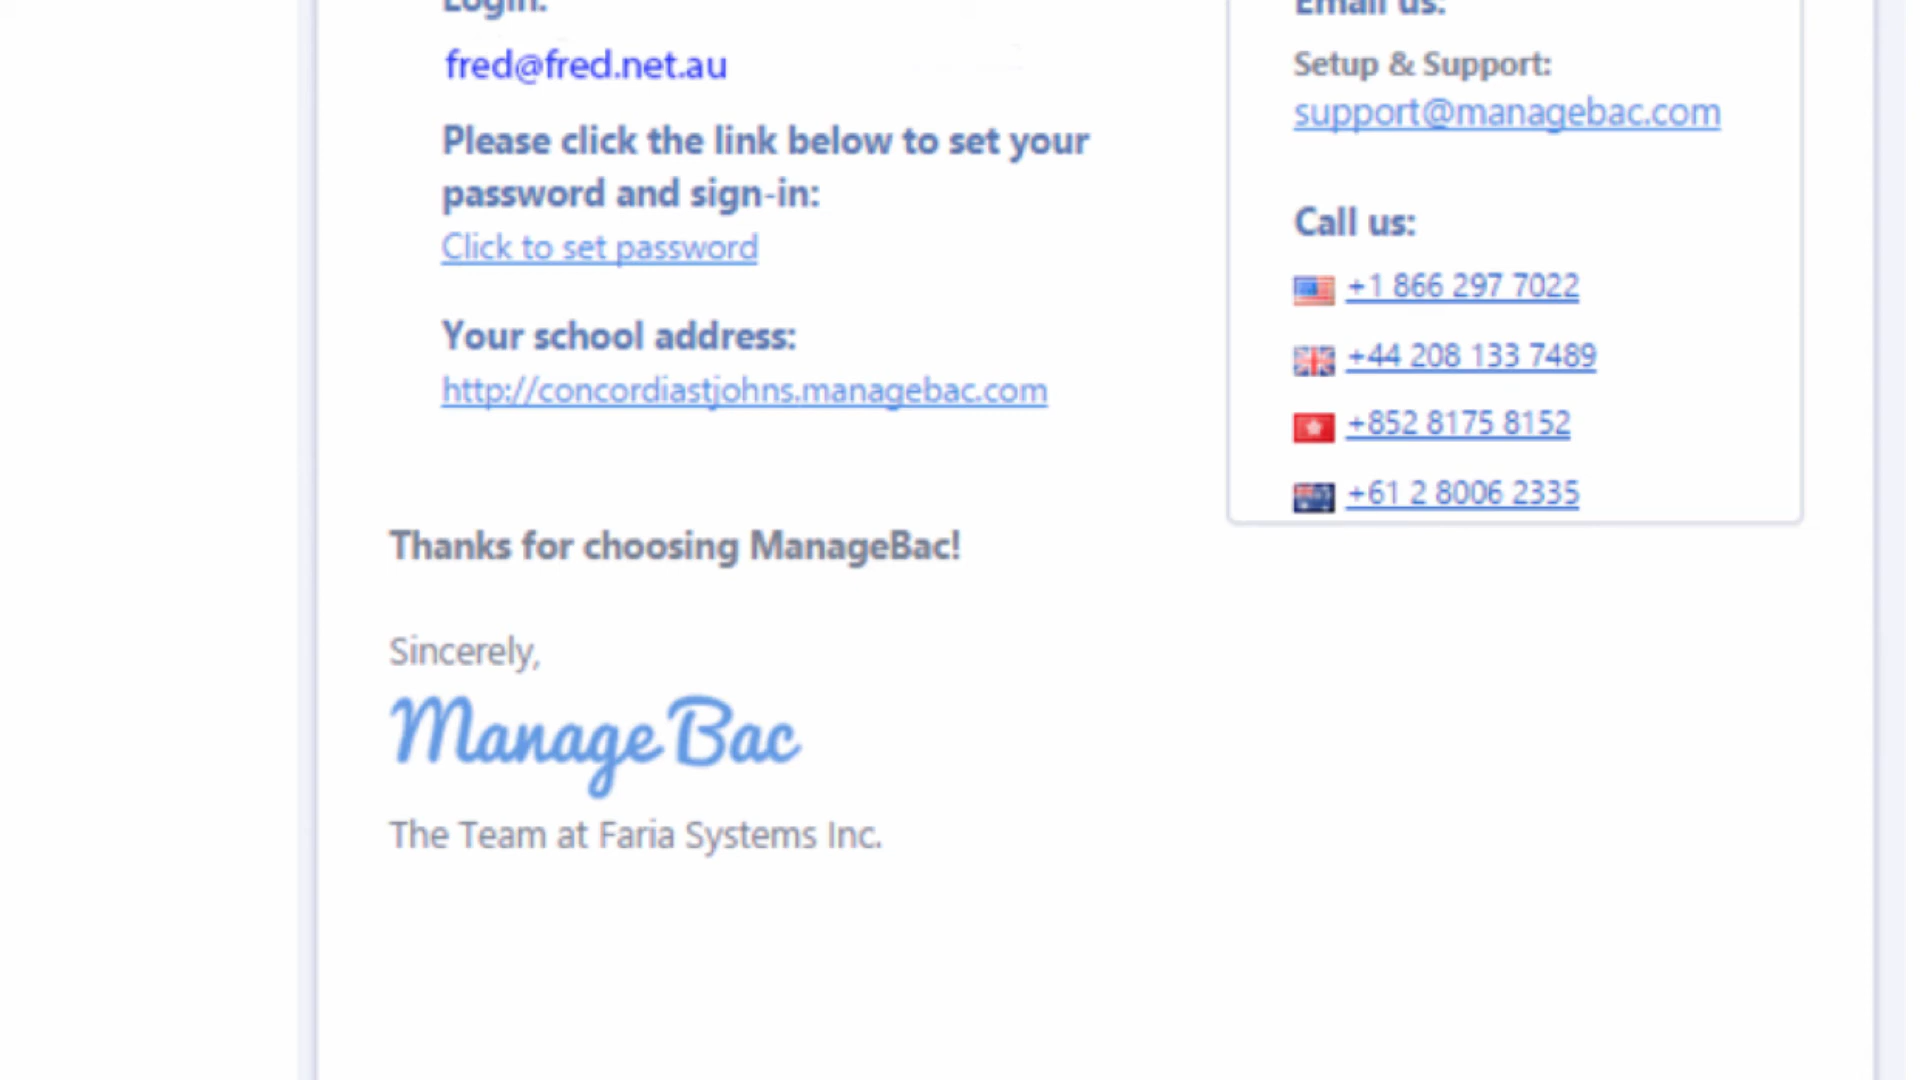 Login:
fred@fred.net.au
Please click the link below to set your
password and sign-in:
Click to set password
Your school address:
http://concordiastjohns.managebac.com
Thanks for choosing ManageBac!
Sincerely,
ManageBac
The Team at Faria Systems Inc.
Email us:
Setup & Support:
support@managebac.com
Call us:
+1 866 297 7022
+44 208 133 7489
+852 8175 8152
+61 2 8006 2335